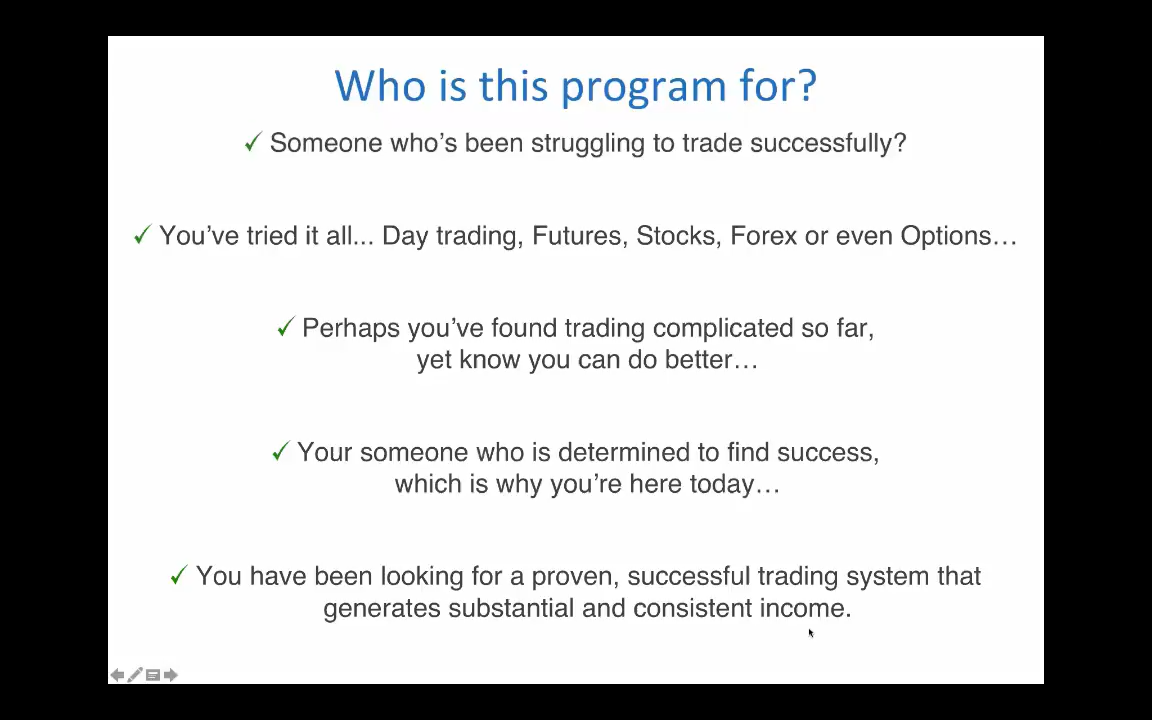 Who is this program for?
✓ Someone who's been struggling to trade successfully?
✓ You've tried it all... Day trading, Futures, Stocks, Forex or even Options…
✓ Perhaps you've found trading complicated so far,
yet know you can do better…
✓ Your someone who is determined to find success,
which is why you're here today…
✓ You have been looking for a proven, successful trading system that
generates substantial and consistent income.